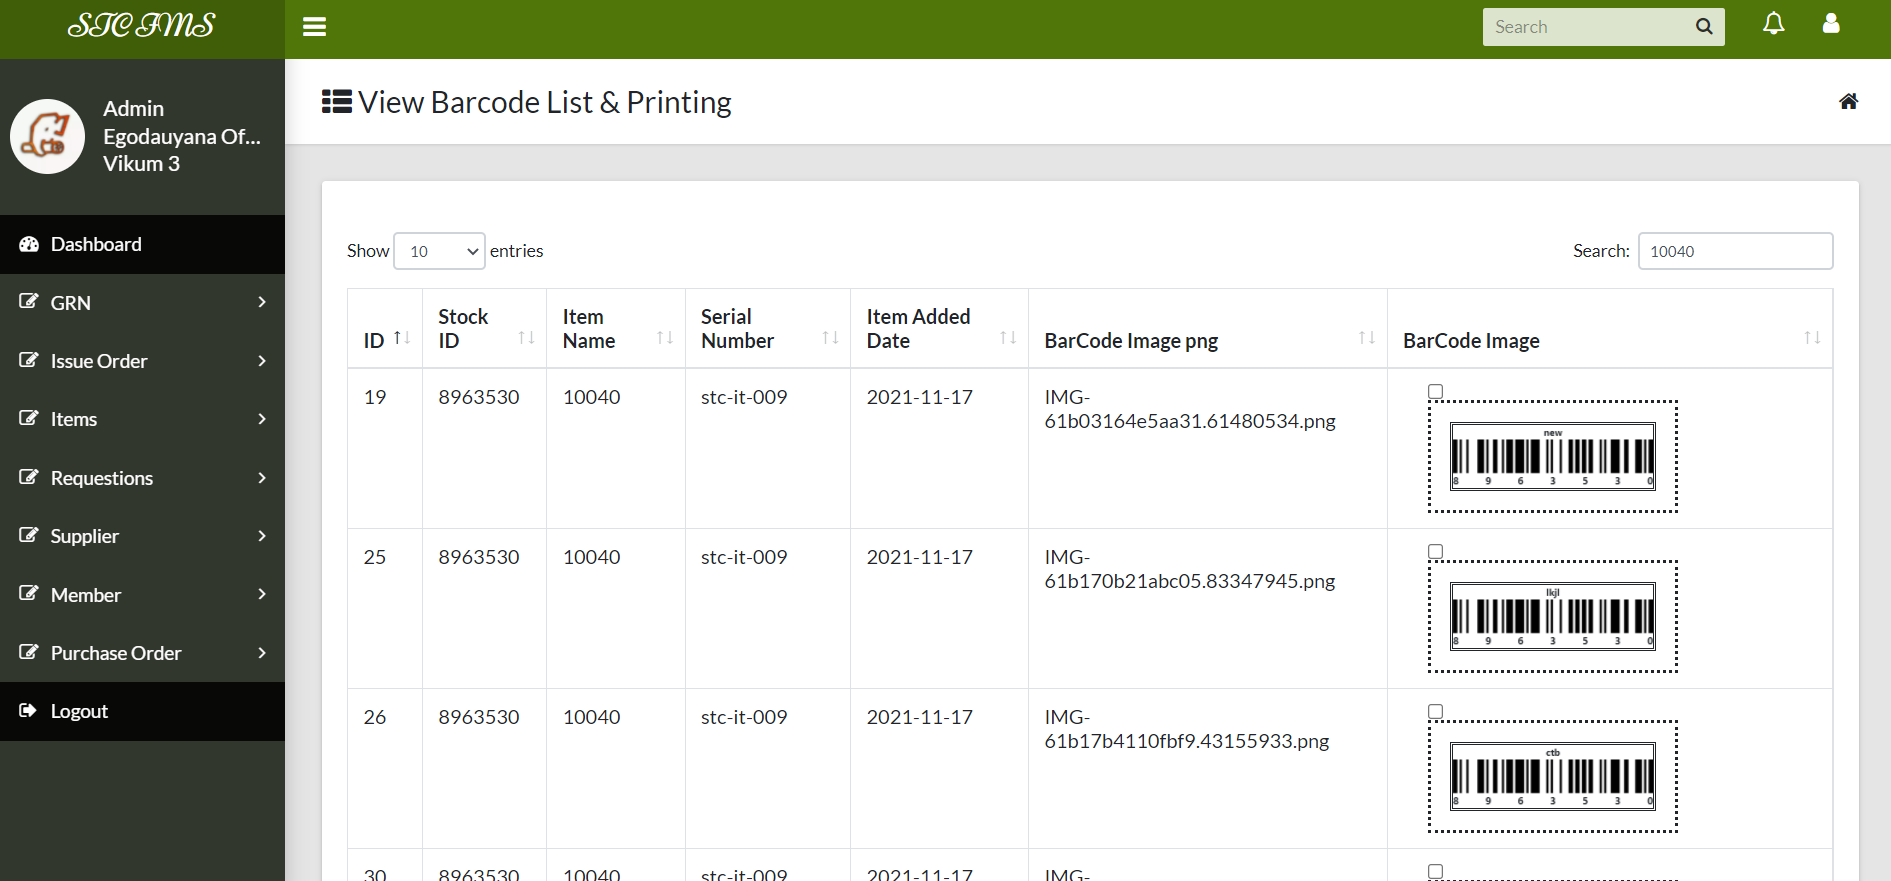 STC FMS
Search
Admin
Egodauyana Of...
Vikum 3
Dashboard
GRN
Issue Order
Items
Requestions
Supplier
Member
Purchase Order
Logout
View Barcode List & Printing
Show 10 entries
Search: 10040
ID Stock ID Item Name Serial Number Item Added Date BarCode Image png BarCode Image
19 8963530 10040 stc-it-009 2021-11-17 IMG-
61b03164e5aa31.61480534.png
new
8 9 6 3 5 3 0
25 8963530 10040 stc-it-009 2021-11-17 IMG-
61b170b21abc05.83347945.png
lkjl
8 9 6 3 5 3 0
26 8963530 10040 stc-it-009 2021-11-17 IMG-
61b17b4110fbf9.43155933.png
ctb
8 9 6 3 5 3 0
30 8963530 10040 stc-it-009 2021-11-17 IMG-